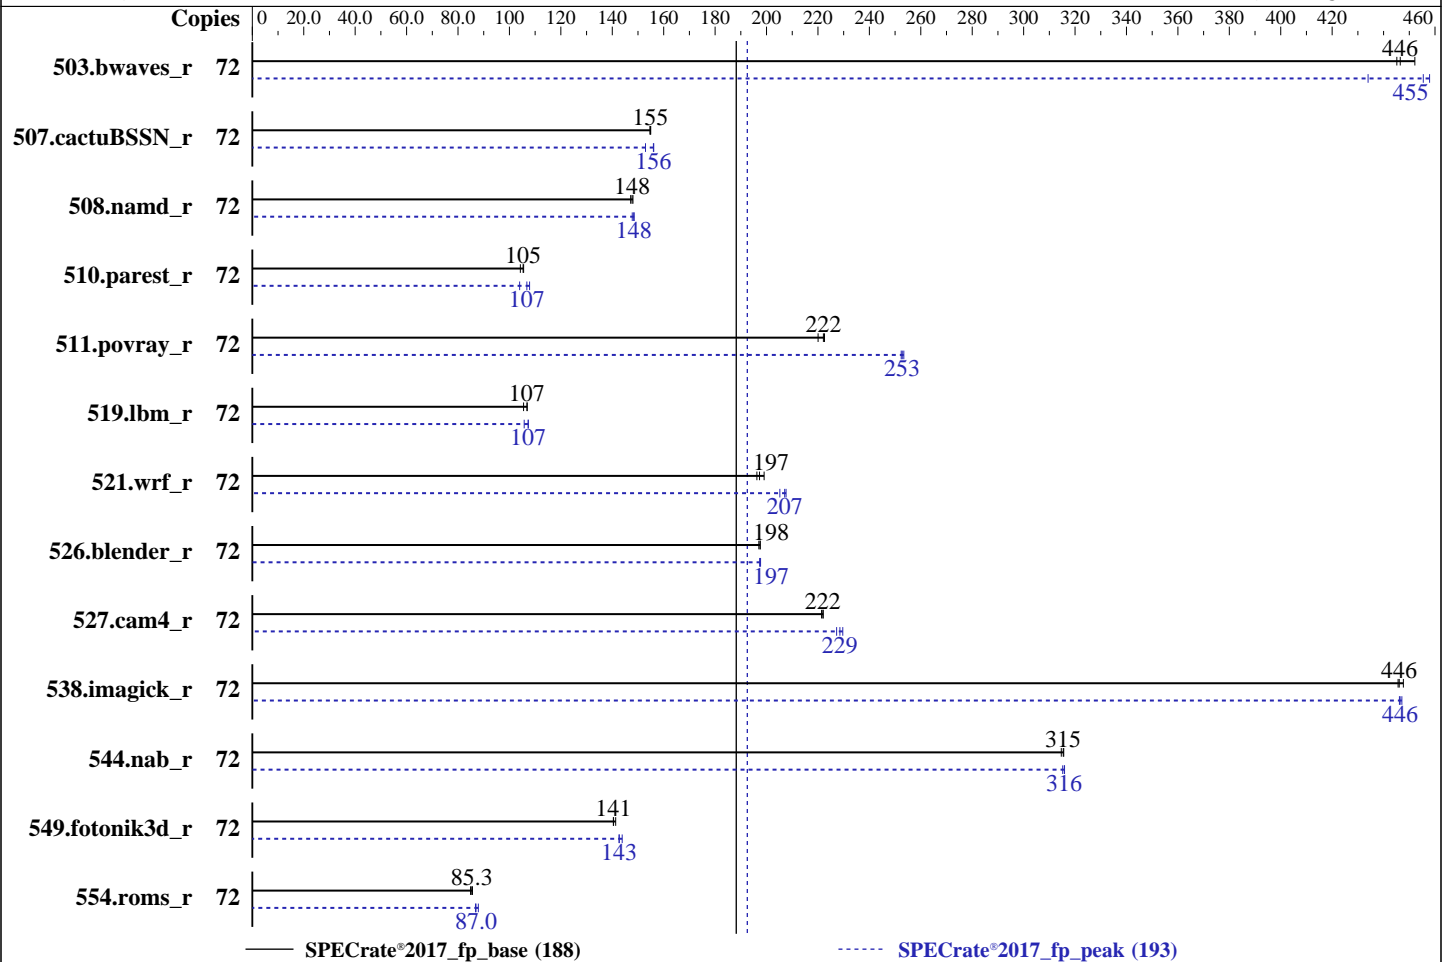 Copies 0 20.0 40.0 60.0 80.0 100 120 140 160 180 200 220 240 260 280 300 320 340 360 380 400 420 460
446
503.bwaves_r 72
455
155
507.cactuBSSN_r 72
156
148
508.namd_r 72
148
105
510.parest_r 72
107
222
511.povray_r 72
253
107
519.lbm_r 72
107
197
521.wrf_r 72
207
198
526.blender_r 72
197
222
527.cam4_r 72
229
446
538.imagick_r 72
446
315
544.nab_r 72
316
141
549.fotonik3d_r 72
143
85.3
554.roms_r 72
87.0
SPECrate®2017_fp_base (188) SPECrate®2017_fp_peak (193)